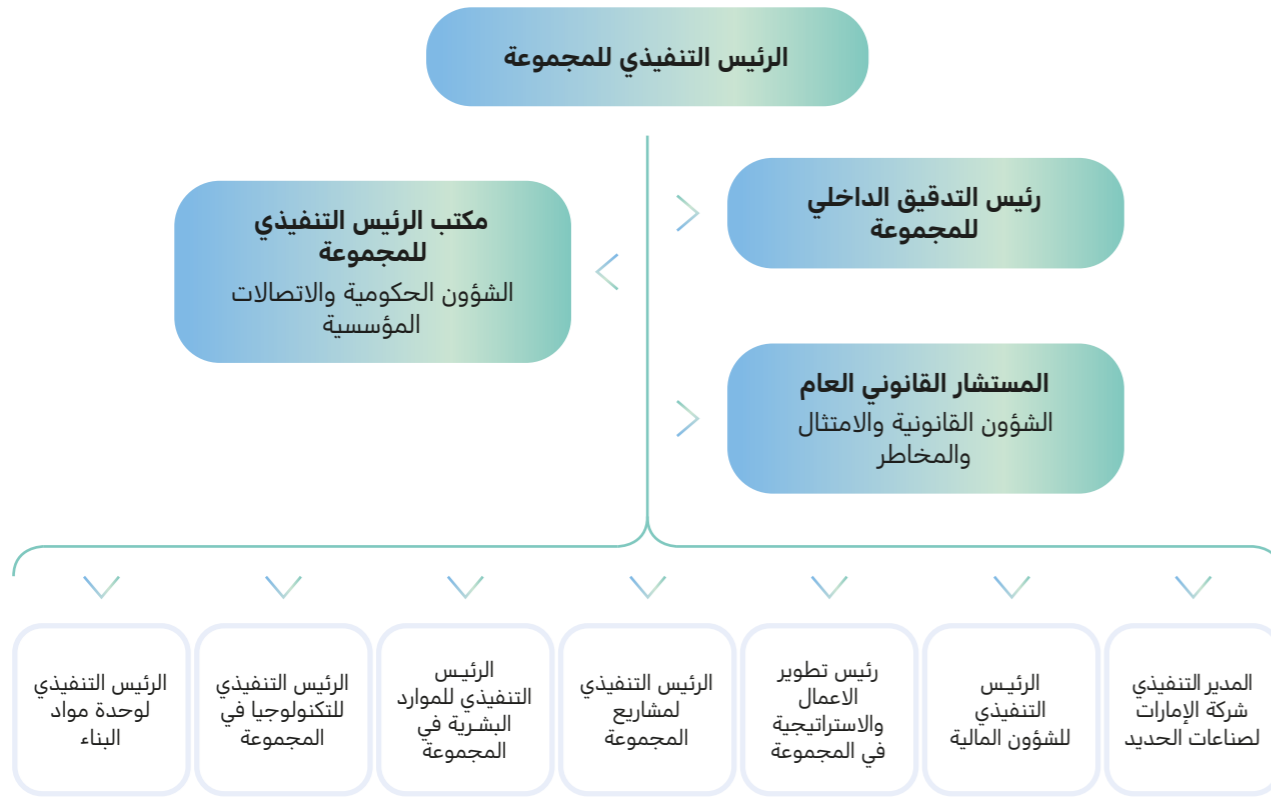 الرئيس التنفيذي للمجموعة
رئيس التدقيق الداخلي
للمجموعة
مكتب الرئيس التنفيذي
للمجموعة
الشؤون الحكومية والاتصالات
المؤسسية
المستشار القانوني العام
الشؤون القانونية والامتثال
والمخاطر
المدير التنفيذي
شركة الإمارات
لصناعات الحديد
الرئيس
التنفيذي
للشؤون المالية
رئيس تطوير
الاعمال
والاستراتيجية
في المجموعة
الرئيس التنفيذي
لمشاريع
المجموعة
الرئيس
التنفيذي للموارد
البشرية في
المجموعة
الرئيس التنفيذي
للتكنولوجيا في
المجموعة
الرئيس التنفيذي
لوحدة مواد
البناء